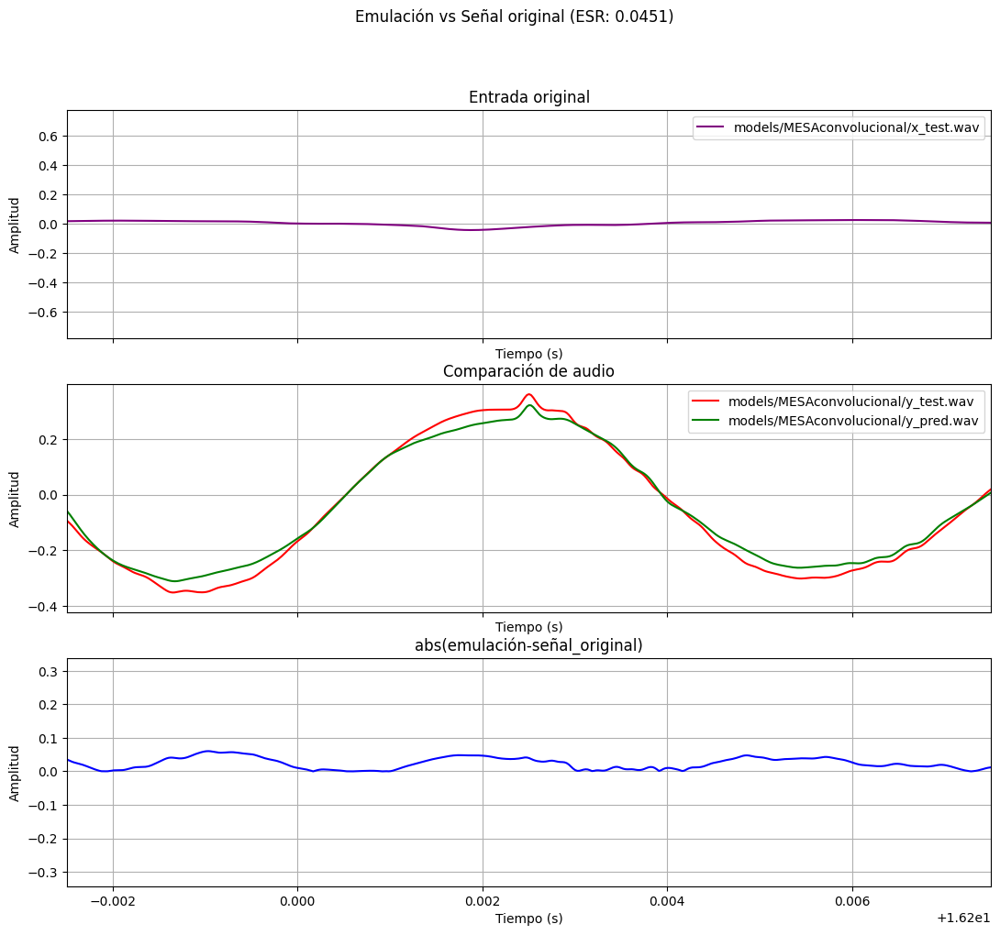 Emulación vs Señal original (ESR: 0.0451)
Entrada original
models/MESAconvolucional/x_test.wav
0.6
0.4
0.2
0.0
−0.2
−0.4
−0.6
Amplitud
Tiempo (s)
Comparación de audio
models/MESAconvolucional/y_test.wav
models/MESAconvolucional/y_pred.wav
0.2
0.0
−0.2
−0.4
Amplitud
Tiempo (s)
abs(emulación-señal_original)
0.3
0.2
0.1
0.0
−0.1
−0.2
−0.3
Amplitud
−0.002 0.000 0.002 0.004 0.006
Tiempo (s)
+1.62e1